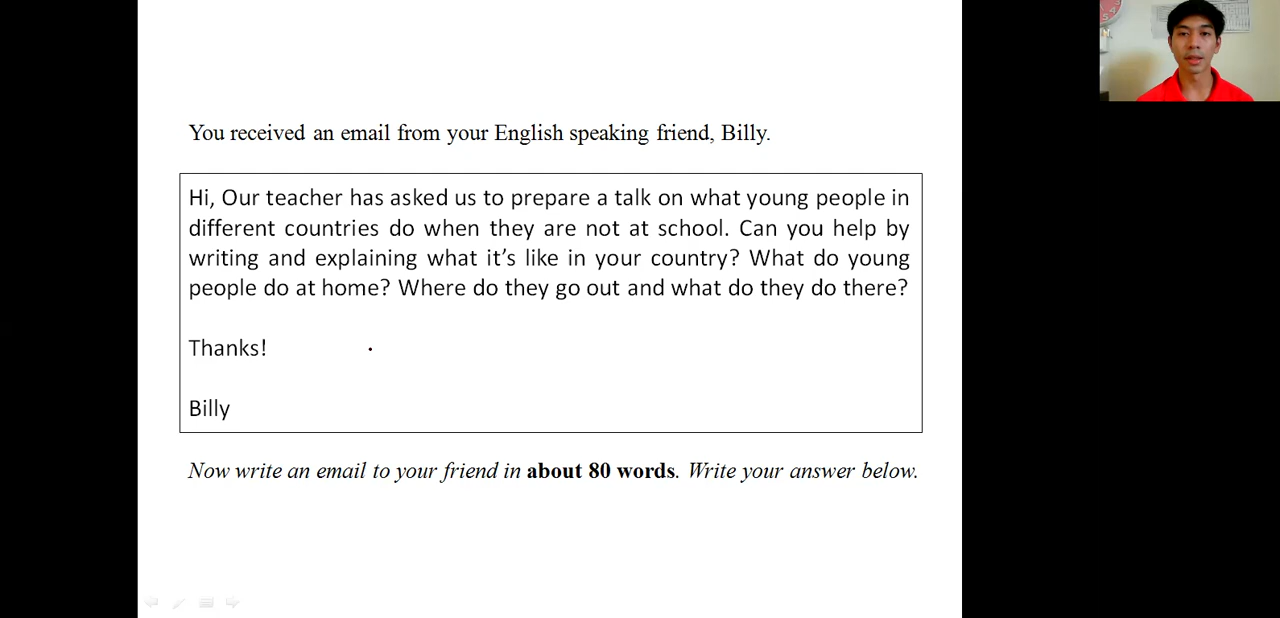 You received an email from your English speaking friend, Billy.
Hi, Our teacher has asked us to prepare a talk on what young people in
different countries do when they are not at school. Can you help by
writing and explaining what it’s like in your country? What do young
people do at home? Where do they go out and what do they do there?
Thanks!
Billy
Now write an email to your friend in about 80 words. Write your answer below.